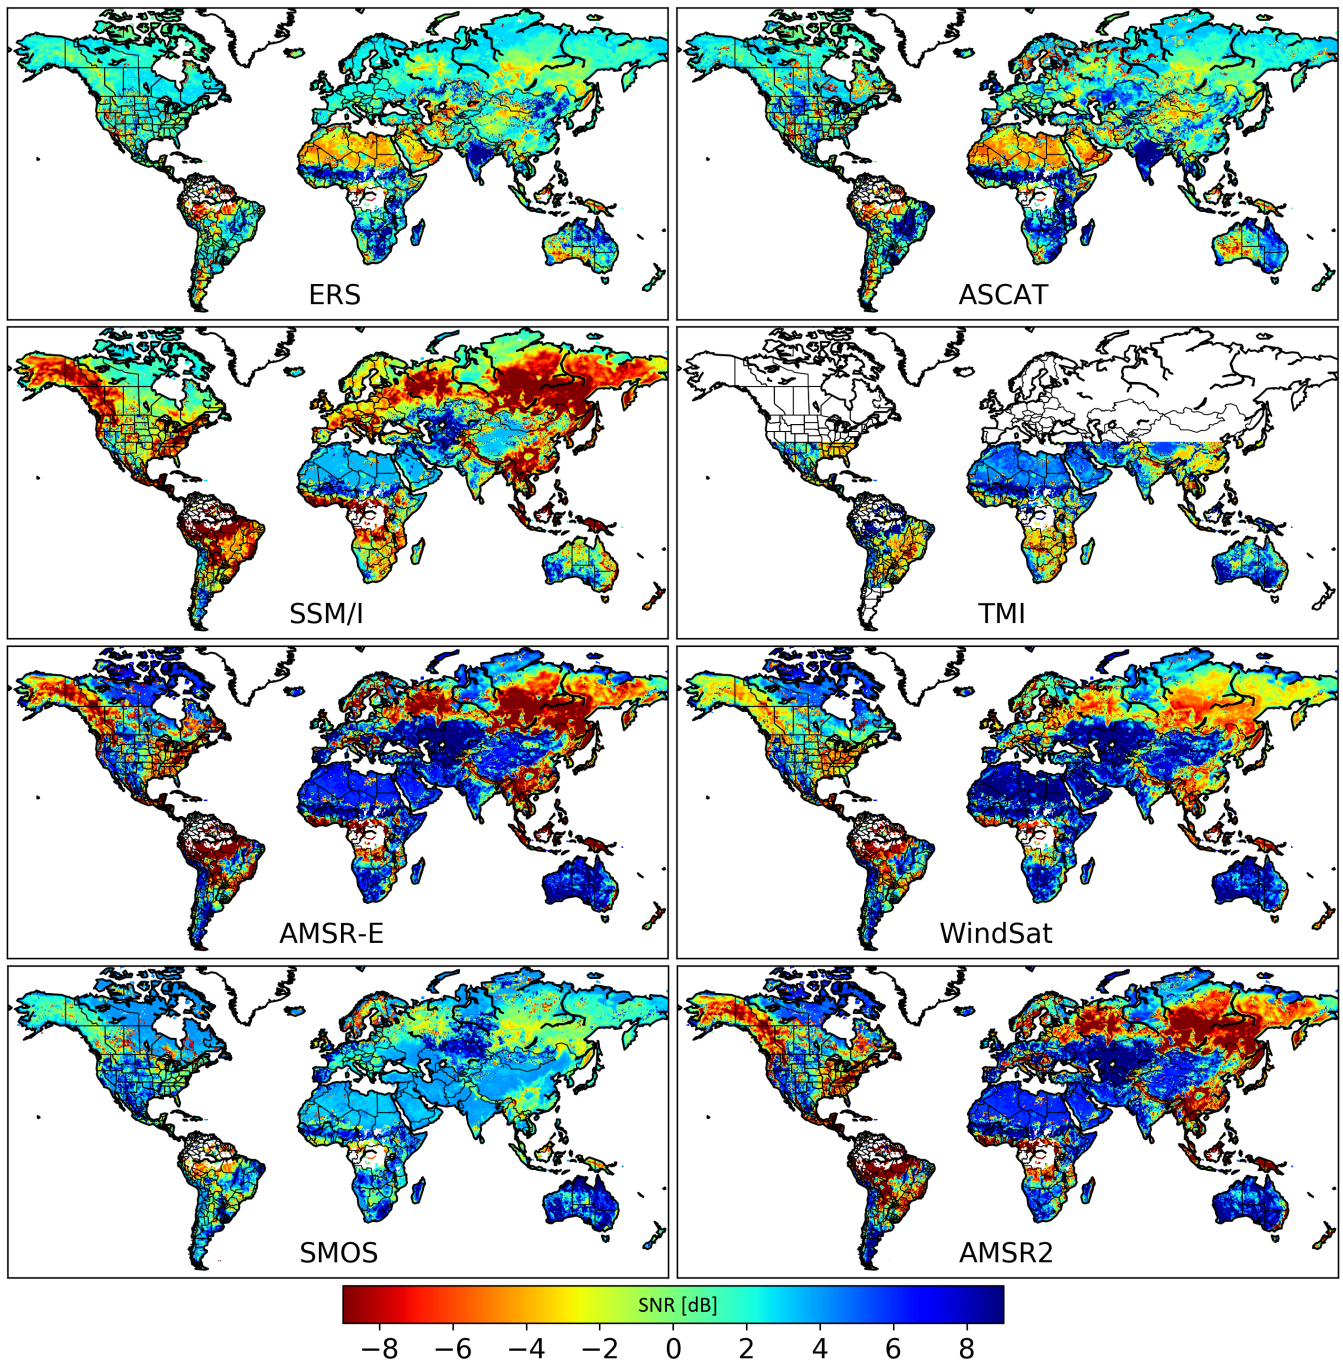 ERS
ASCAT
SSM/I
TMI
AMSR-E
WindSat
SMOS
AMSR2
SNR [dB]
−8 −6 −4 −2 0 2 4 6 8